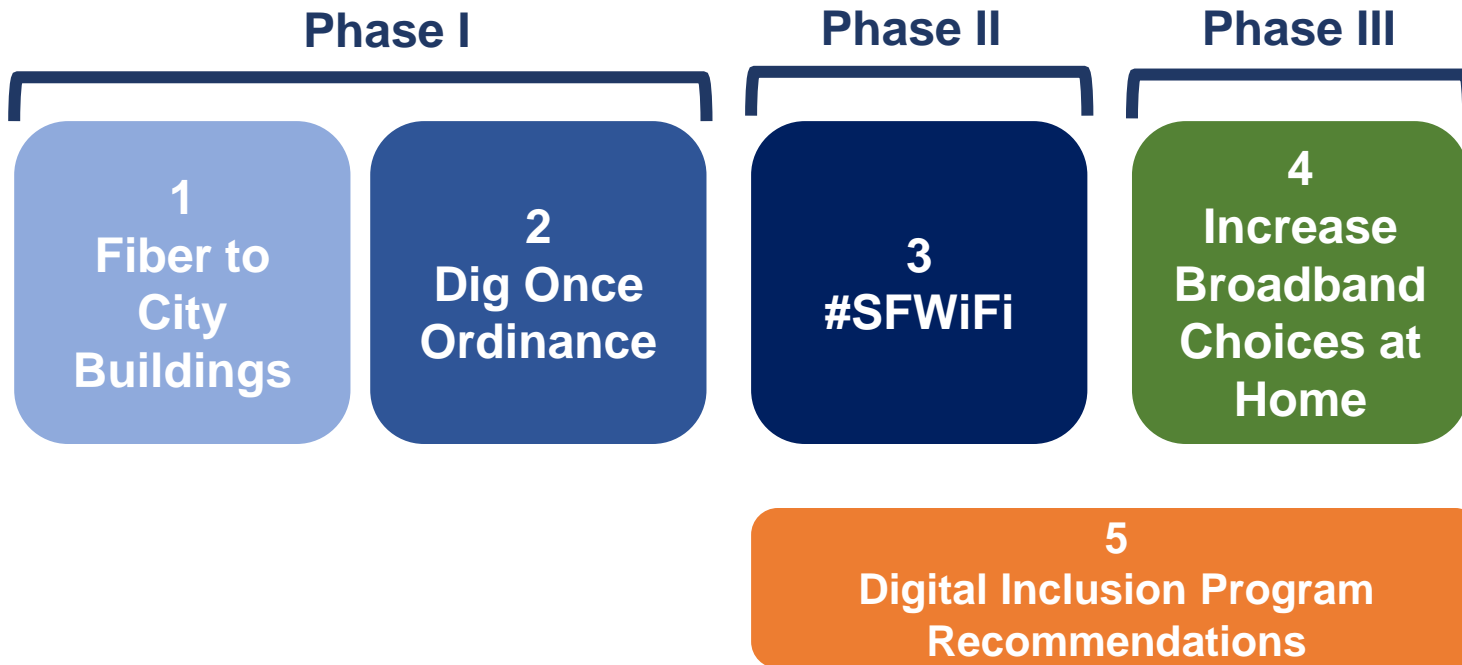 Phase I
Phase II
Phase III
1
Fiber to
City
Buildings
2
Dig Once
Ordinance
3
#SFWiFi
4
Increase
Broadband
Choices at
Home
5
Digital Inclusion Program
Recommendations